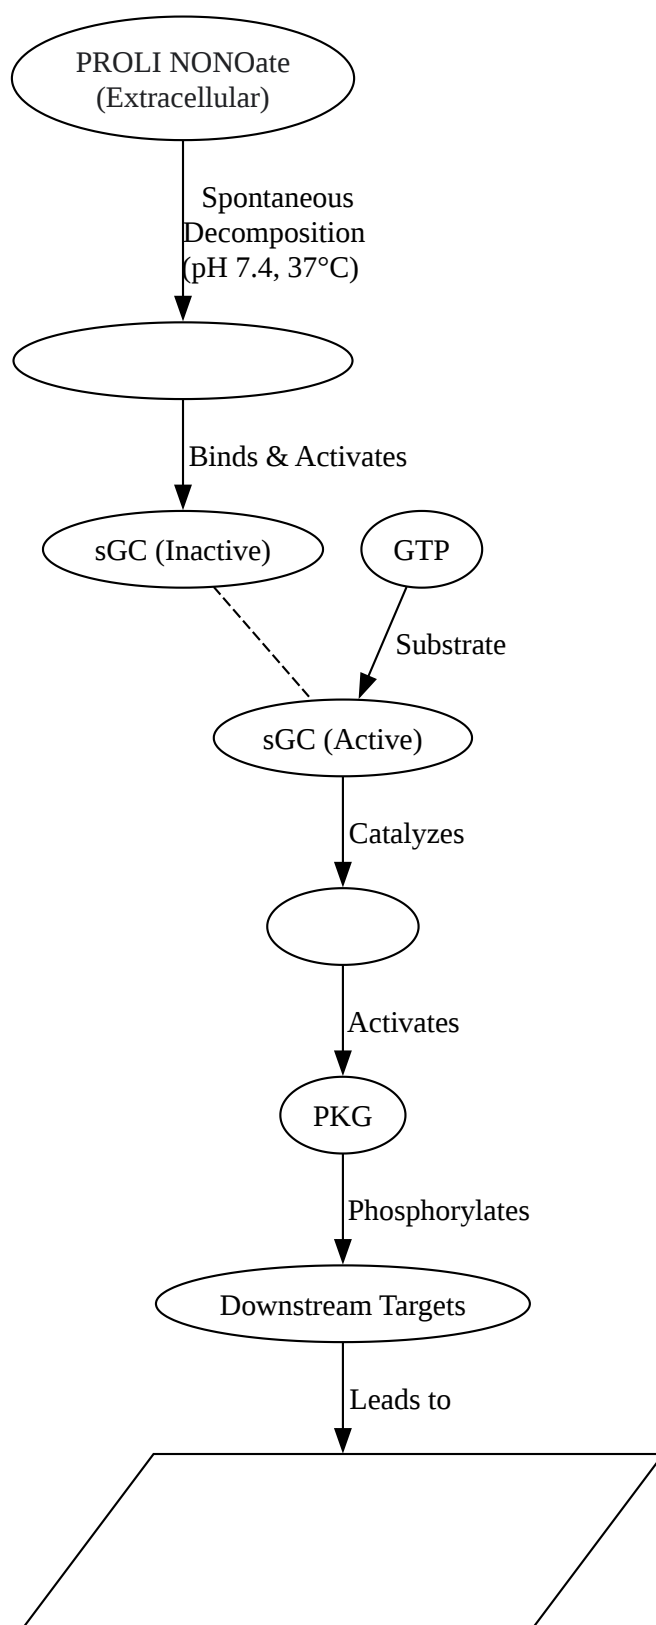 PROLI NONOate
(Extracellular)
Spontaneous
Decomposition
(pH 7.4, 37°C)
Binds & Activates
sGC (Inactive)
GTP
Substrate
sGC (Active)
Catalyzes
Activates
PKG
Phosphorylates
Downstream Targets
Leads to